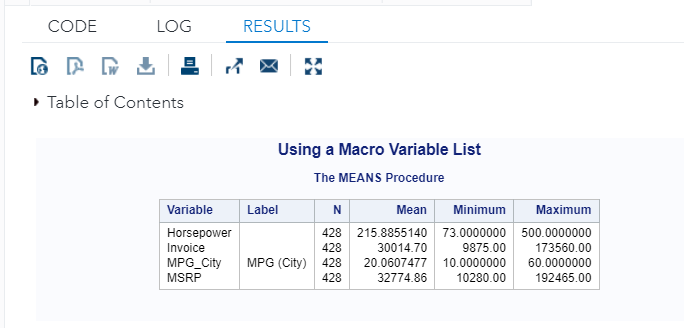 CODE LOG RESULTS
Table of Contents
Using a Macro Variable List
The MEANS Procedure
Variable Label N Mean Minimum Maximum
Horsepower 428 215.8855140 73.0000000 500.0000000
Invoice 428 30014.70 9875.00 173560.00
MPG_City MPG (City) 428 20.0607477 10.0000000 60.0000000
MSRP 428 32774.86 10280.00 192465.00